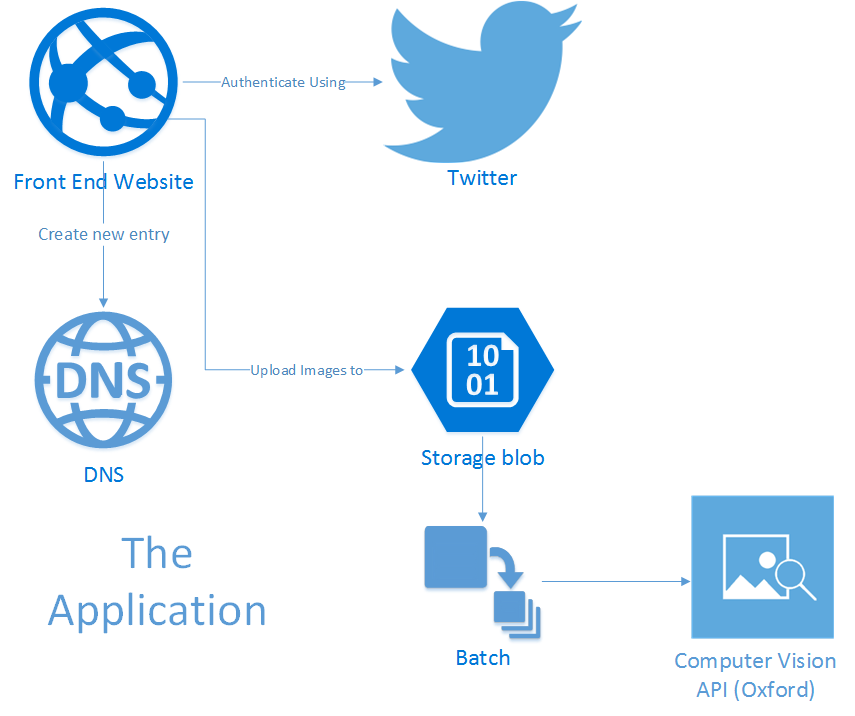 Authenticate Using
Front End Website
Twitter
Create new entry
DNS
Upload Images to
10
01
DNS
Storage blob
The
Application
Batch
Computer Vision
API (Oxford)